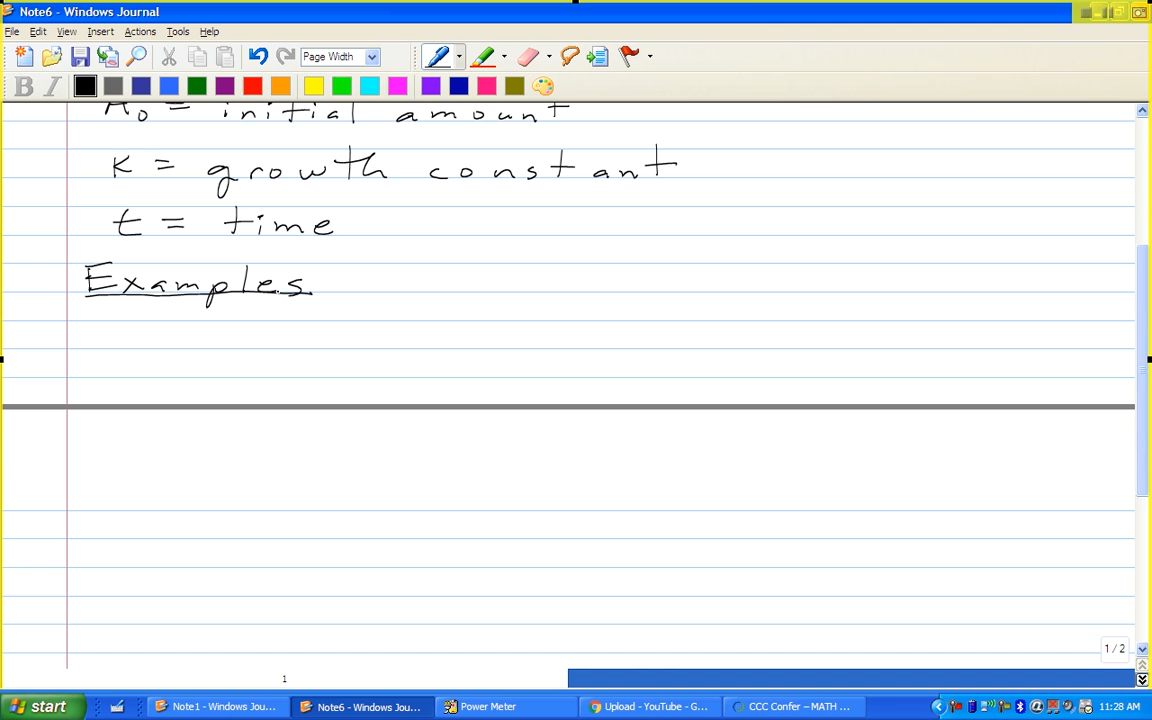 Note6 - Windows Journal
File Edit View Insert Actions Tools Help
Page Width
B I
A₀ = initial amount
k = growth constant
t = time
Examples
1 / 2
1
start Note1 - Windows Jou... Note6 - Windows Jou... Power Meter Upload - YouTube - G... CCC Confer – MATH ... 11:28 AM